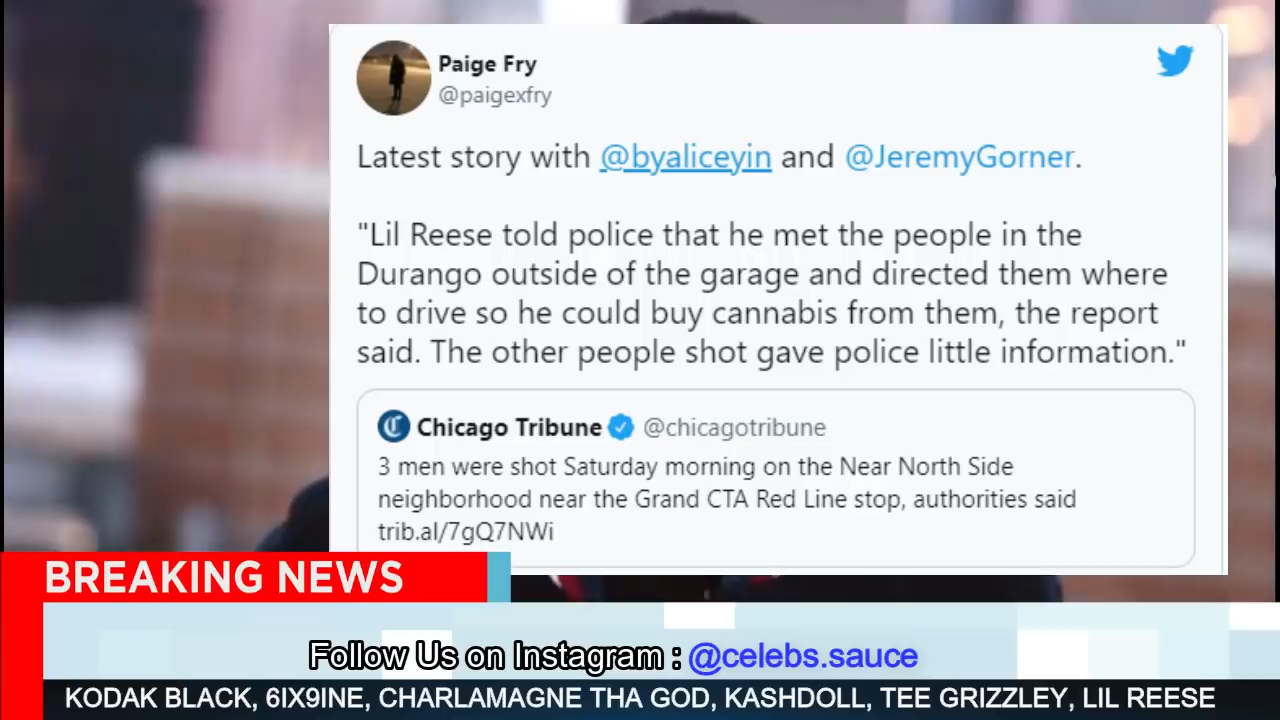 Paige Fry
@paigexfry
Latest story with @byaliceyin and @JeremyGorner.
"Lil Reese told police that he met the people in the
Durango outside of the garage and directed them where
to drive so he could buy cannabis from them, the report
said. The other people shot gave police little information."
Chicago Tribune @chicagotribune
3 men were shot Saturday morning on the Near North Side
neighborhood near the Grand CTA Red Line stop, authorities said
trib.al/7gQ7NWi
BREAKING NEWS
Follow Us on Instagram : @celebs.sauce
KODAK BLACK, 6IX9INE, CHARLAMAGNE THA GOD, KASHDOLL, TEE GRIZZLEY, LIL REESE